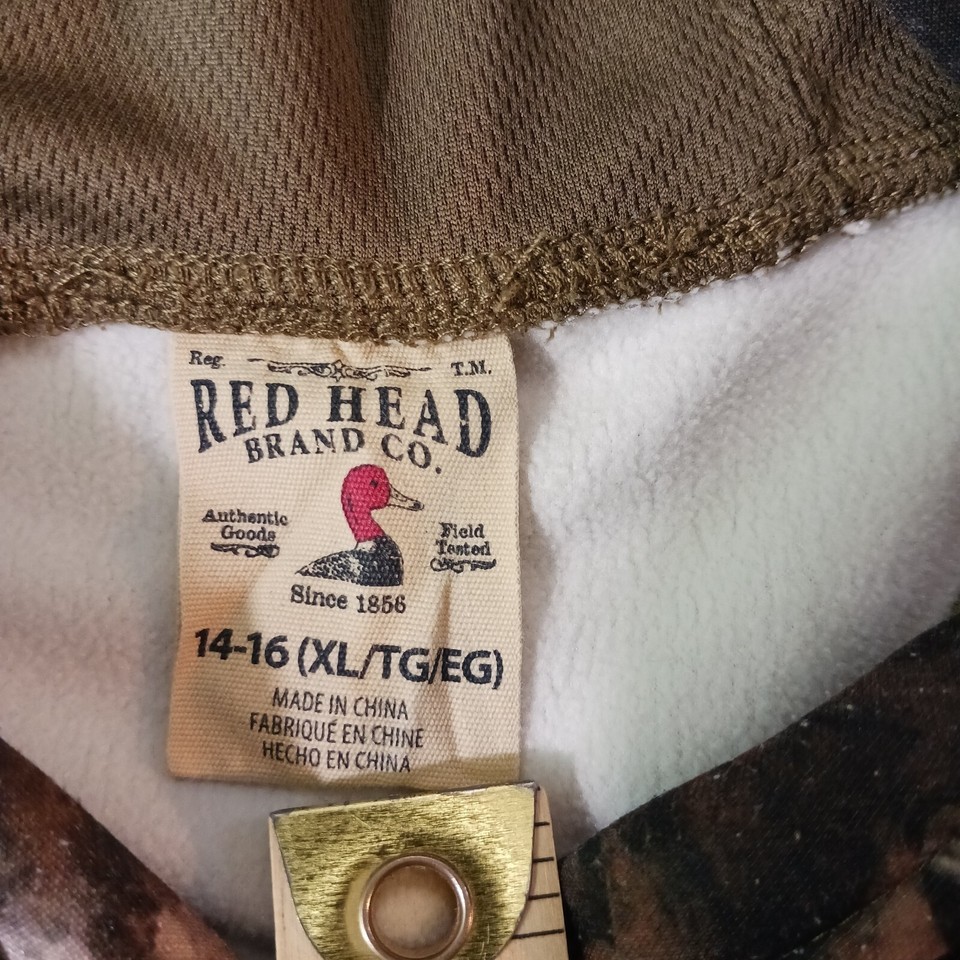 Reg. T.M.
RED HEAD
BRAND CO.
Authentic
Goods
Field
Tested
Since 1856
14-16 (XL/TG/EG)
MADE IN CHINA
FABRIQUÉ EN CHINE
HECHO EN CHINA